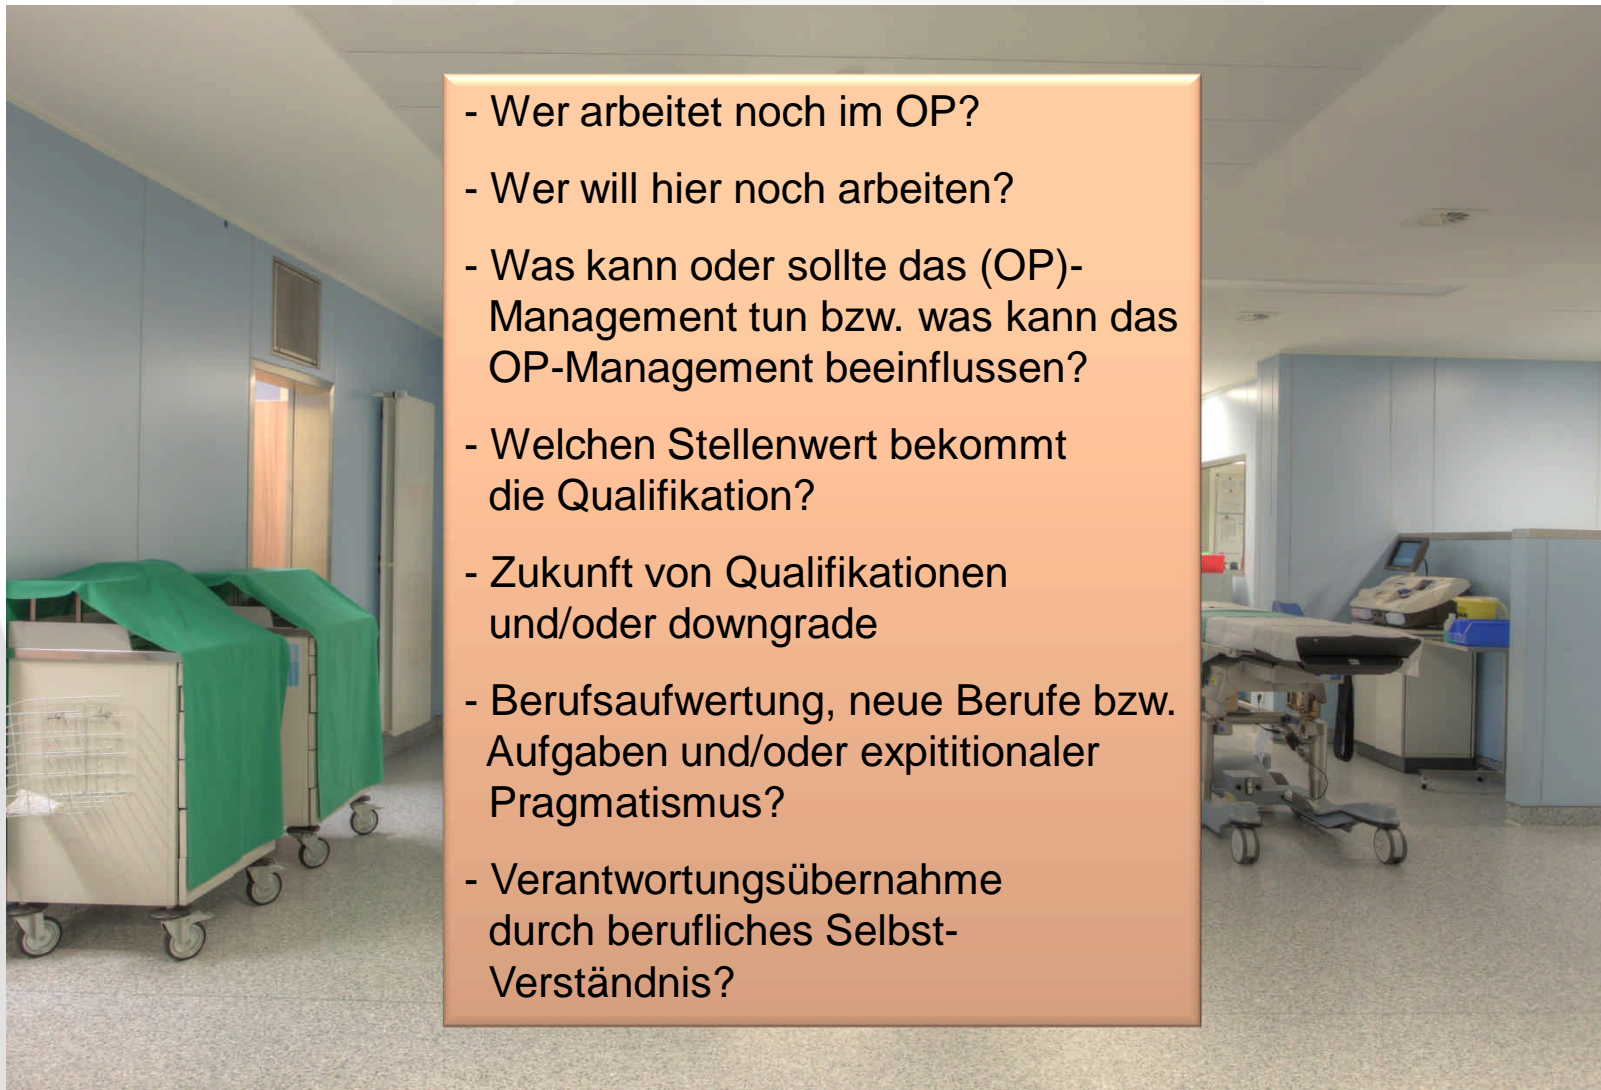 - Wer arbeitet noch im OP?
- Wer will hier noch arbeiten?
- Was kann oder sollte das (OP)-
Management tun bzw. was kann das
OP-Management beeinflussen?
- Welchen Stellenwert bekommt
die Qualifikation?
- Zukunft von Qualifikationen
und/oder downgrade
- Berufsaufwertung, neue Berufe bzw.
Aufgaben und/oder expititionaler
Pragmatismus?
- Verantwortungsübernahme
durch berufliches Selbst-
Verständnis?